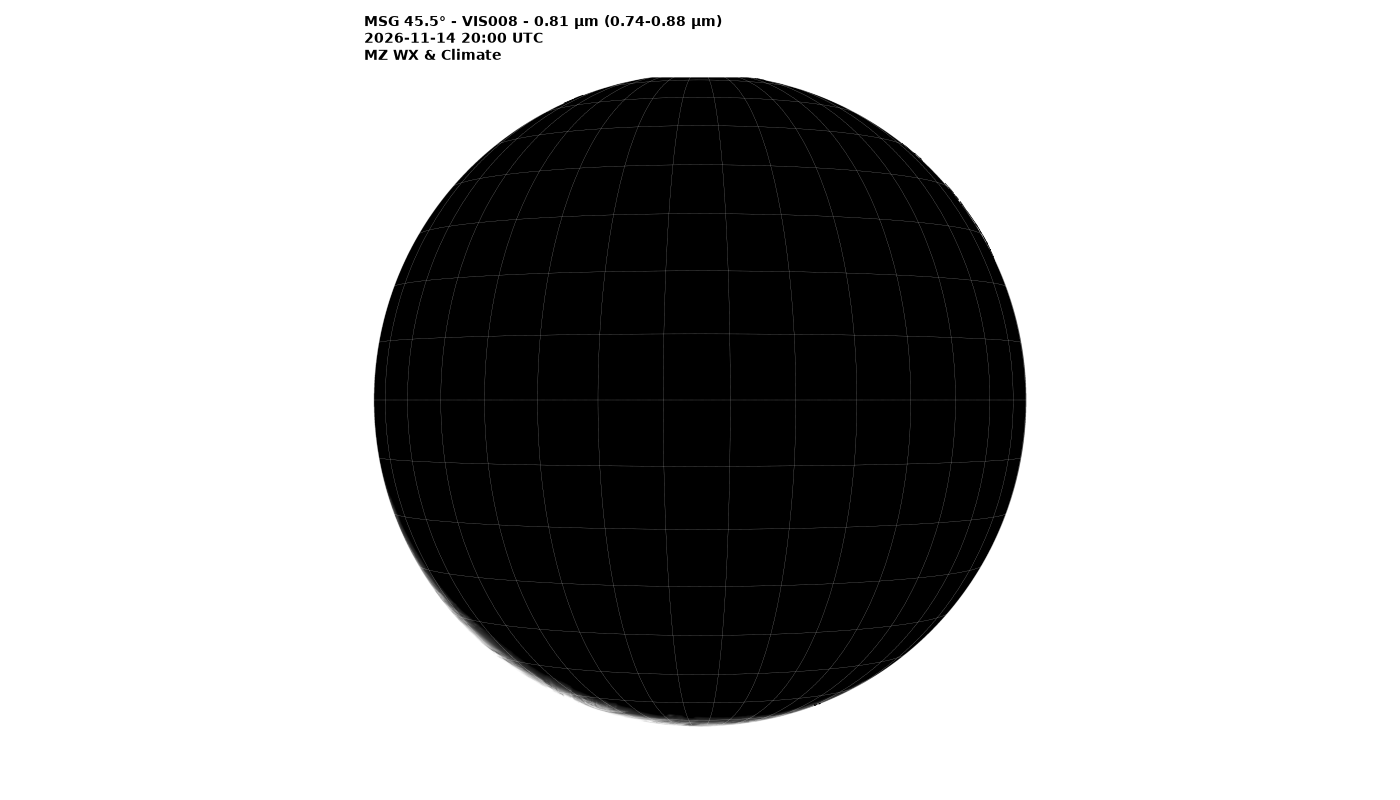 MSG 45.5° - VIS008 - 0.81 µm (0.74-0.88 µm)
2026-11-14 20:00 UTC
MZ WX & Climate